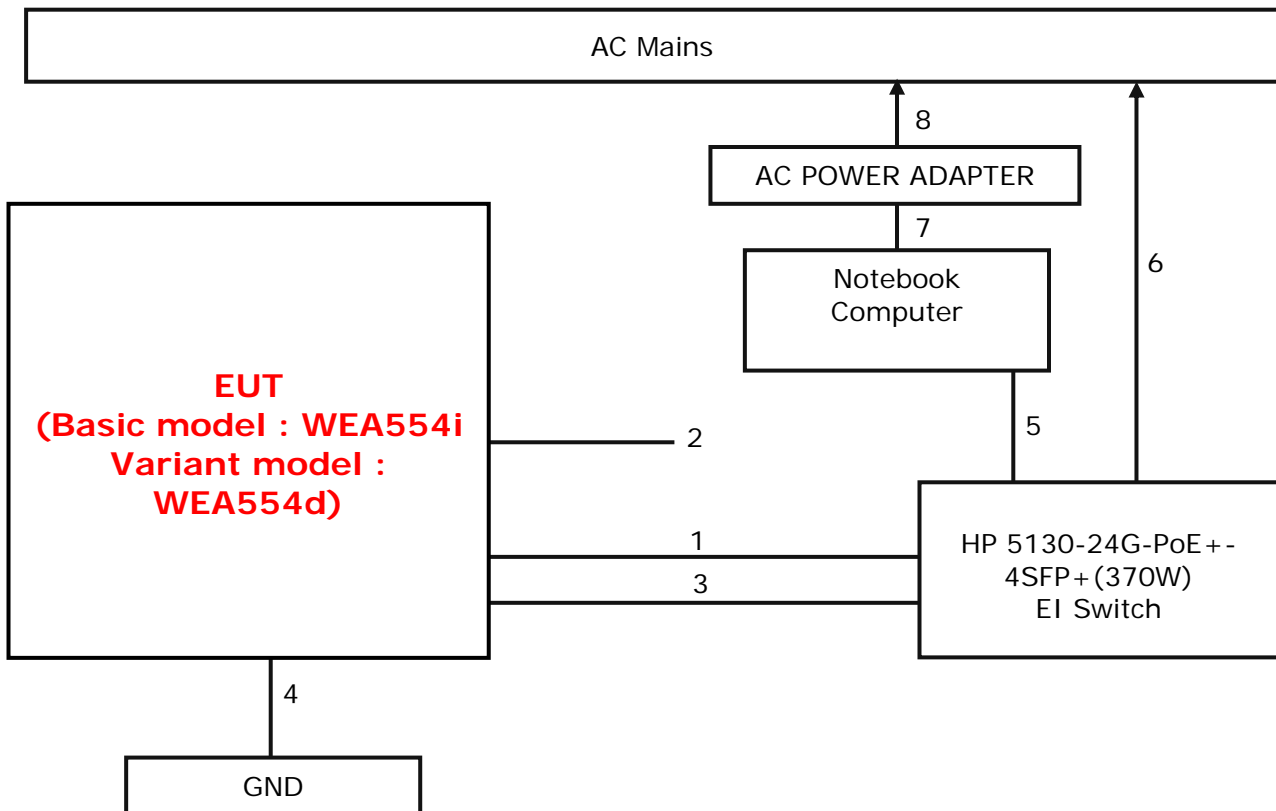 AC Mains
8
AC POWER ADAPTER
7
Notebook
Computer
6
EUT
(Basic model : WEA554i
Variant model :
WEA554d)
2
5
1
3
HP 5130-24G-PoE+-
4SFP+(370W)
EI Switch
4
GND